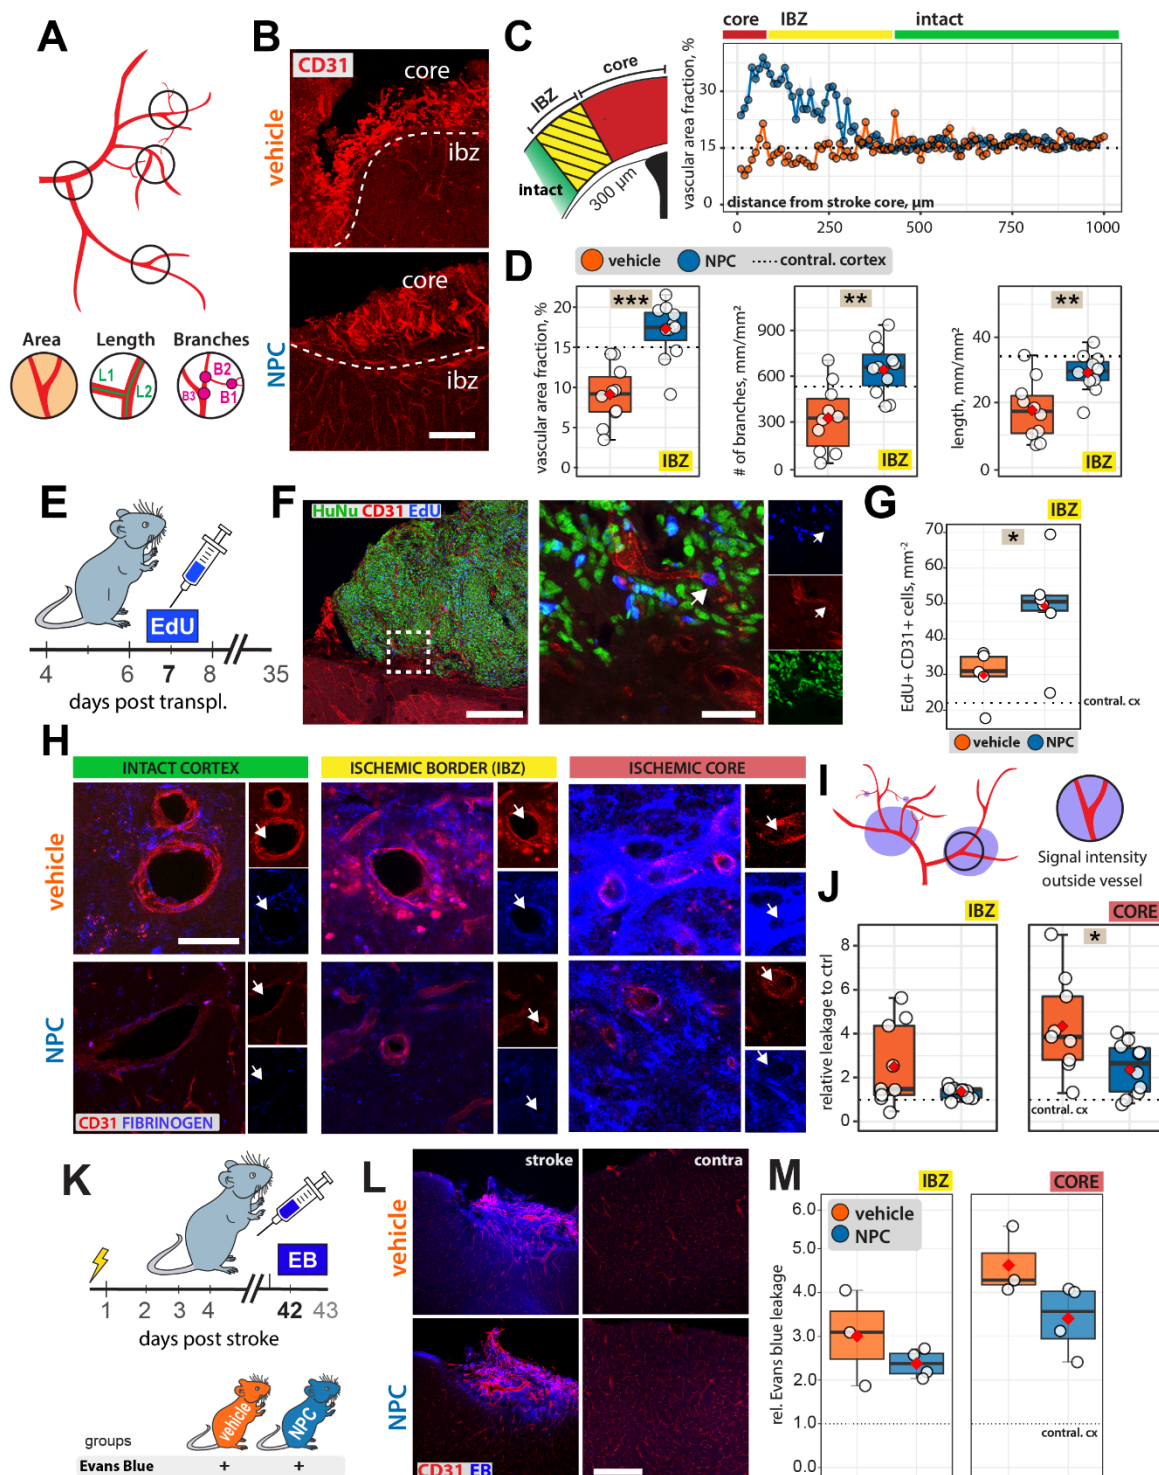 A
Area
Length
Branches
L1
L2
B2
B3
B1
B
CD31
core
vehicle
ibz
core
NPC
ibz
C
IBZ
core
intact
300 µm
core
IBZ
intact
vascular area fraction, %
30
15
0
distance from stroke core, µm
0
250
500
750
1000
D
vehicle
NPC
contral. cortex
vascular area fraction, %
20
15
10
5
0
***
IBZ
# of branches, mm/mm²
900
600
300
0
**
IBZ
length, mm/mm²
40
20
0
**
IBZ
E
EdU
4
6
7
8
35
days post transpl.
F
HuNu CD31 EdU
G
IBZ
EdU+ CD31+ cells, mm⁻²
70
60
50
40
30
20
*
contral. cx
vehicle
NPC
H
INTACT CORTEX
ISCHEMIC BORDER (IBZ)
ISCHEMIC CORE
vehicle
NPC
CD31 FIBRINOGEN
I
Signal intensity
outside vessel
J
IBZ
CORE
relative leakage to ctrl
8
6
4
2
0
*
contral. cx
K
EB
1
2
3
4
42
43
days post stroke
vehicle
NPC
groups
Evans Blue
+
+
L
stroke
contra
vehicle
NPC
CD31 EB
M
IBZ
CORE
vehicle
NPC
rel. Evans blue leakage
6.0
5.0
4.0
3.0
2.0
1.0
0.0
contral. cx